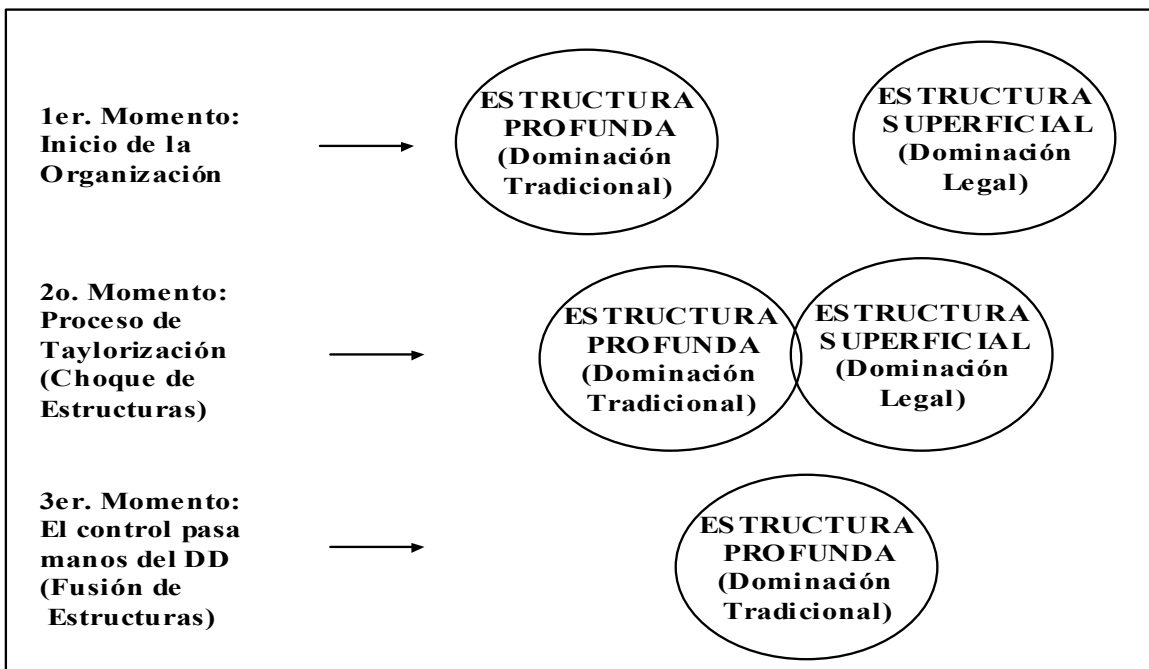 1er. Momento:
Inicio de la
Organización
ESTRUCTURA
PROFUNDA
(Dominación
Tradicional)
ESTRUCTURA
SUPERFICIAL
(Dominación
Legal)
2o. Momento:
Proceso de
Taylorización
(Choque de
Estructuras)
ESTRUCTURA
PROFUNDA
(Dominación
Tradicional)
ESTRUCTURA
SUPERFICIAL
(Dominación
Legal)
3er. Momento:
El control pasa
manos del DD
(Fusión de
Estructuras)
ESTRUCTURA
PROFUNDA
(Dominación
Tradicional)